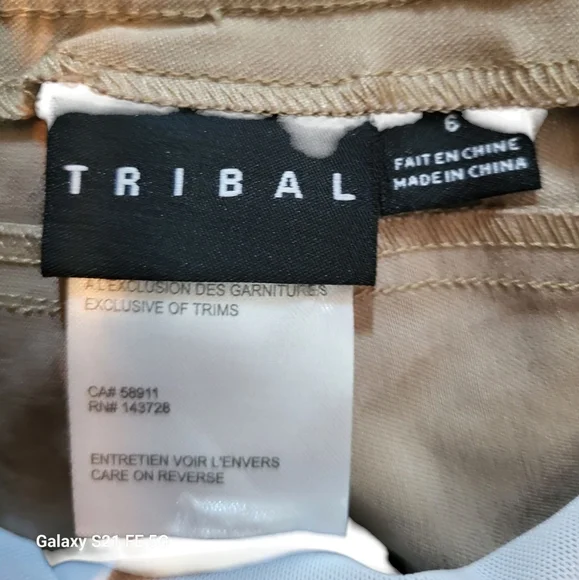 TRIBAL
6
FAIT EN CHINE
MADE IN CHINA
À L'EXCLUSION DES GARNITURES
EXCLUSIVE OF TRIMS
CA# 58911
RN# 143728
ENTRETIEN VOIR L'ENVERS
CARE ON REVERSE
Galaxy S21 FE 5G